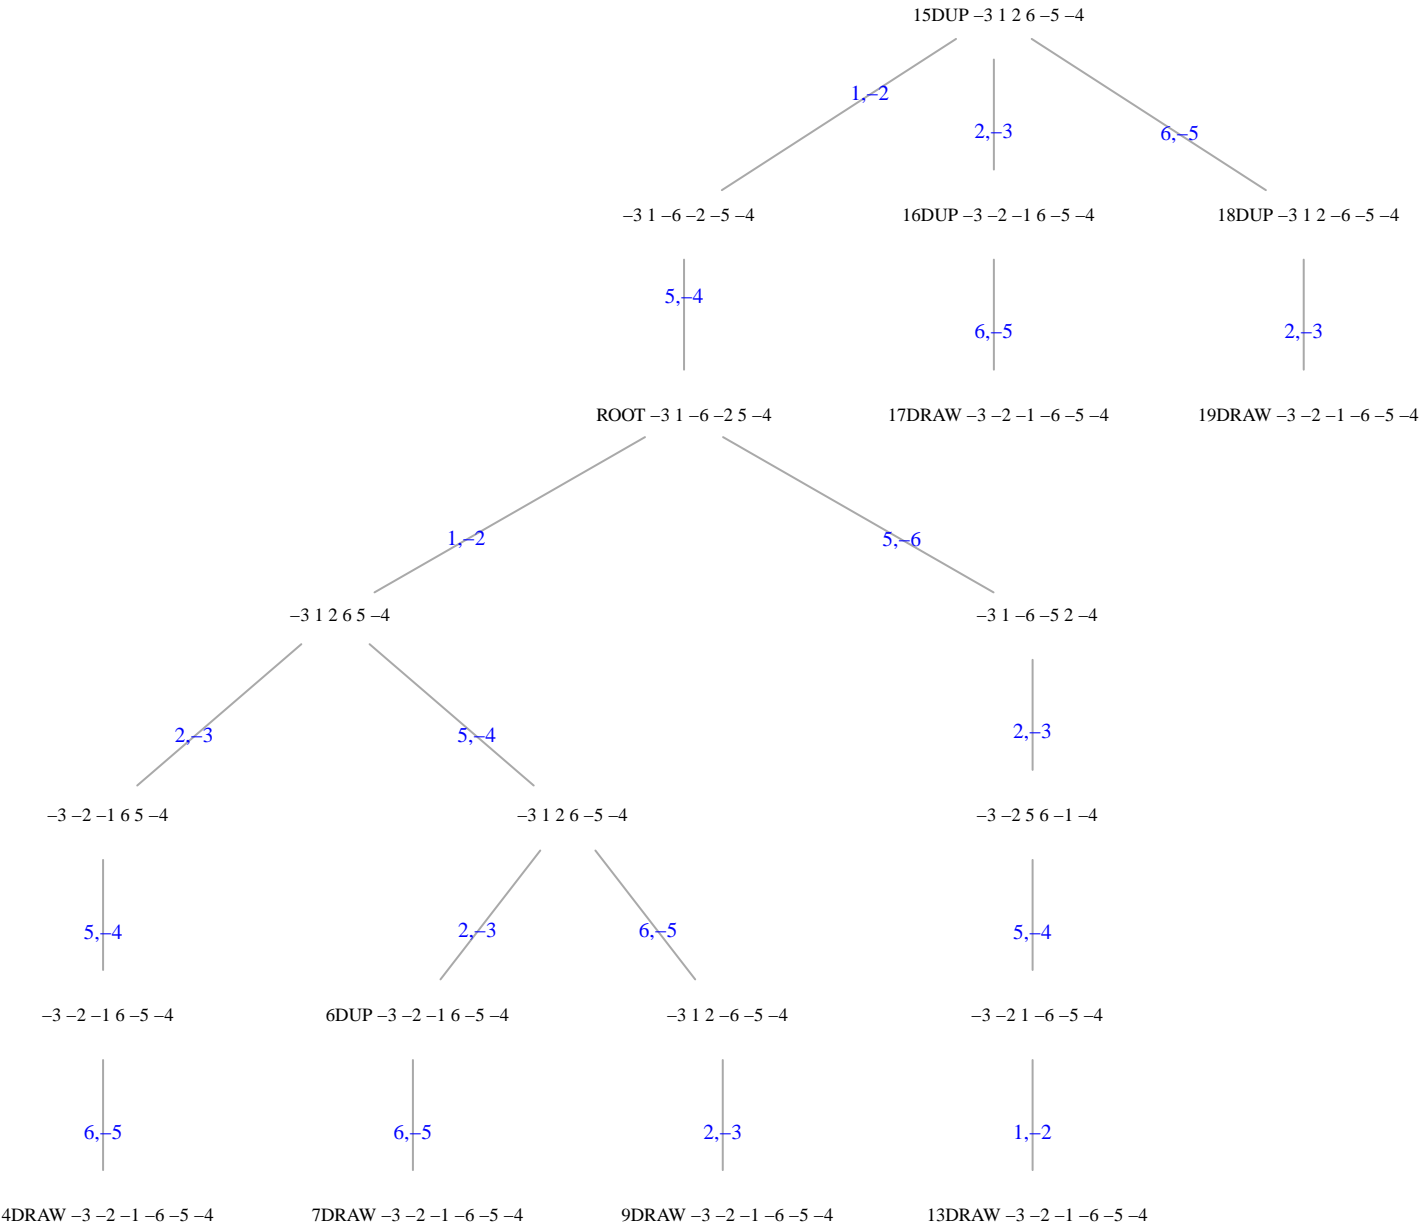 15DUP –3 1 2 6 –5 –4
1,–2
2,–3
6,–5
–3 1 –6 –2 –5 –4
16DUP –3 –2 –1 6 –5 –4
18DUP –3 1 2 –6 –5 –4
5,–4
6,–5
2,–3
ROOT –3 1 –6 –2 5 –4
17DRAW –3 –2 –1 –6 –5 –4
19DRAW –3 –2 –1 –6 –5 –4
1,–2
5,–6
–3 1 2 6 5 –4
–3 1 –6 –5 2 –4
2,–3
5,–4
2,–3
–3 –2 –1 6 5 –4
–3 1 2 6 –5 –4
–3 –2 5 6 –1 –4
5,–4
2,–3
6,–5
5,–4
–3 –2 –1 6 –5 –4
6DUP –3 –2 –1 6 –5 –4
–3 1 2 –6 –5 –4
–3 –2 1 –6 –5 –4
6,–5
6,–5
2,–3
1,–2
4DRAW –3 –2 –1 –6 –5 –4
7DRAW –3 –2 –1 –6 –5 –4
9DRAW –3 –2 –1 –6 –5 –4
13DRAW –3 –2 –1 –6 –5 –4